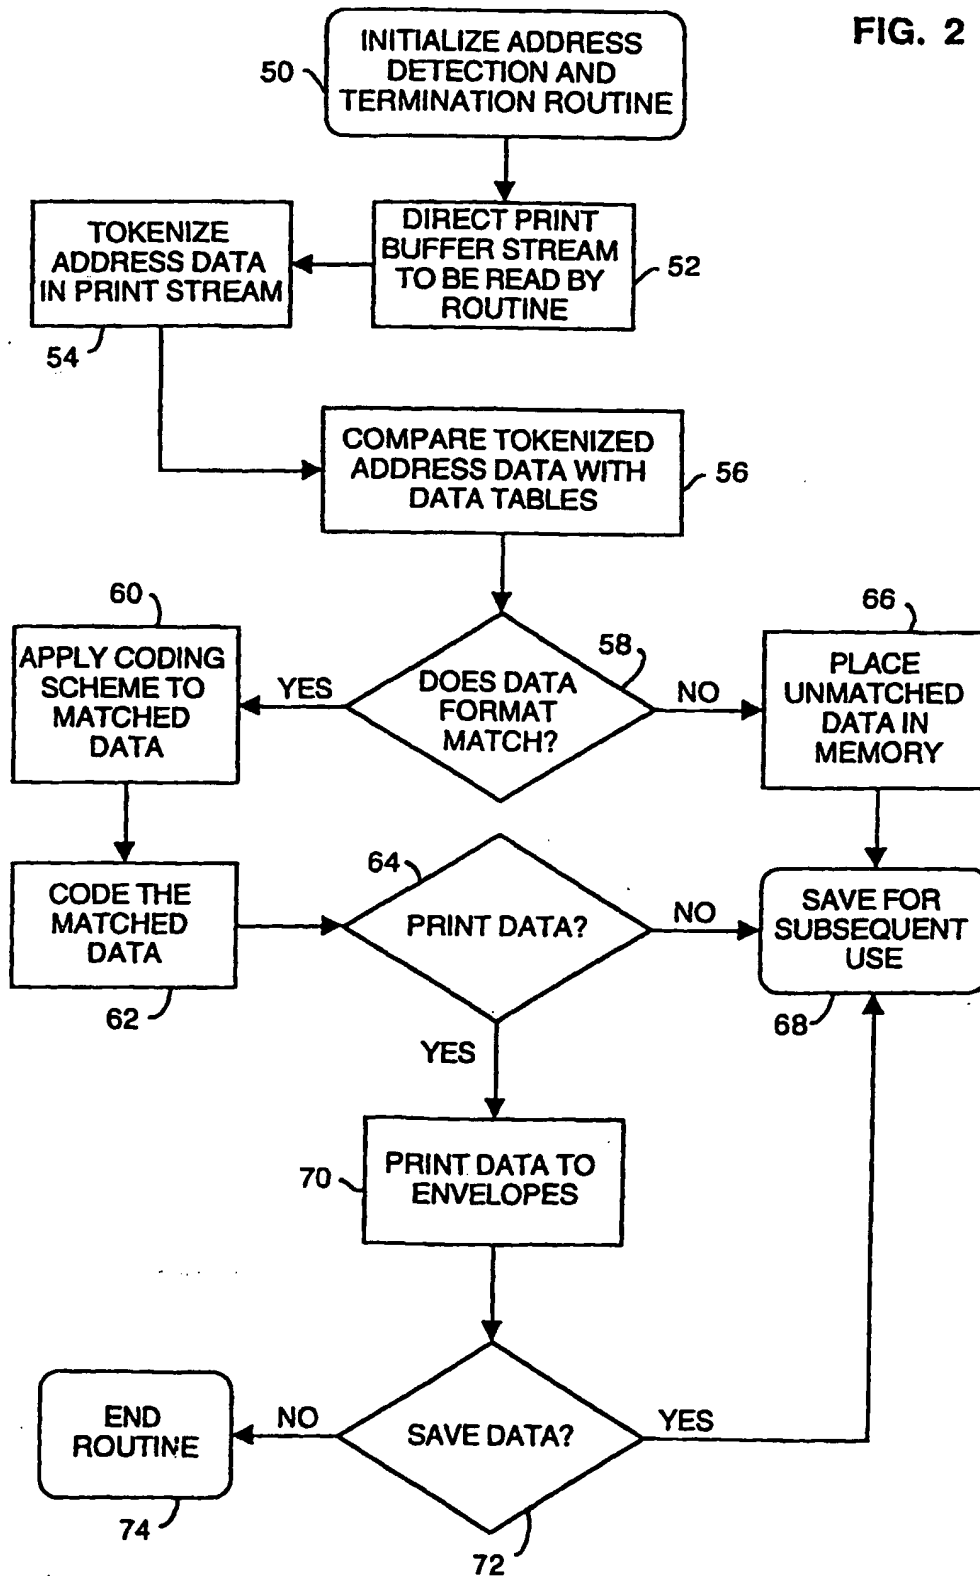 FIG. 2
INITIALIZE ADDRESS
DETECTION AND
TERMINATION ROUTINE
50
DIRECT PRINT
BUFFER STREAM
TO BE READ BY
ROUTINE
52
TOKENIZE
ADDRESS DATA
IN PRINT STREAM
54
COMPARE TOKENIZED
ADDRESS DATA WITH
DATA TABLES
56
60
APPLY CODING
SCHEME TO
MATCHED
DATA
YES
DOES DATA
FORMAT
MATCH?
58
NO
66
PLACE
UNMATCHED
DATA IN
MEMORY
CODE THE
MATCHED
DATA
62
64
PRINT DATA?
NO
SAVE FOR
SUBSEQUENT
USE
68
YES
70
PRINT DATA TO
ENVELOPES
END
ROUTINE
74
NO
SAVE DATA?
YES
72